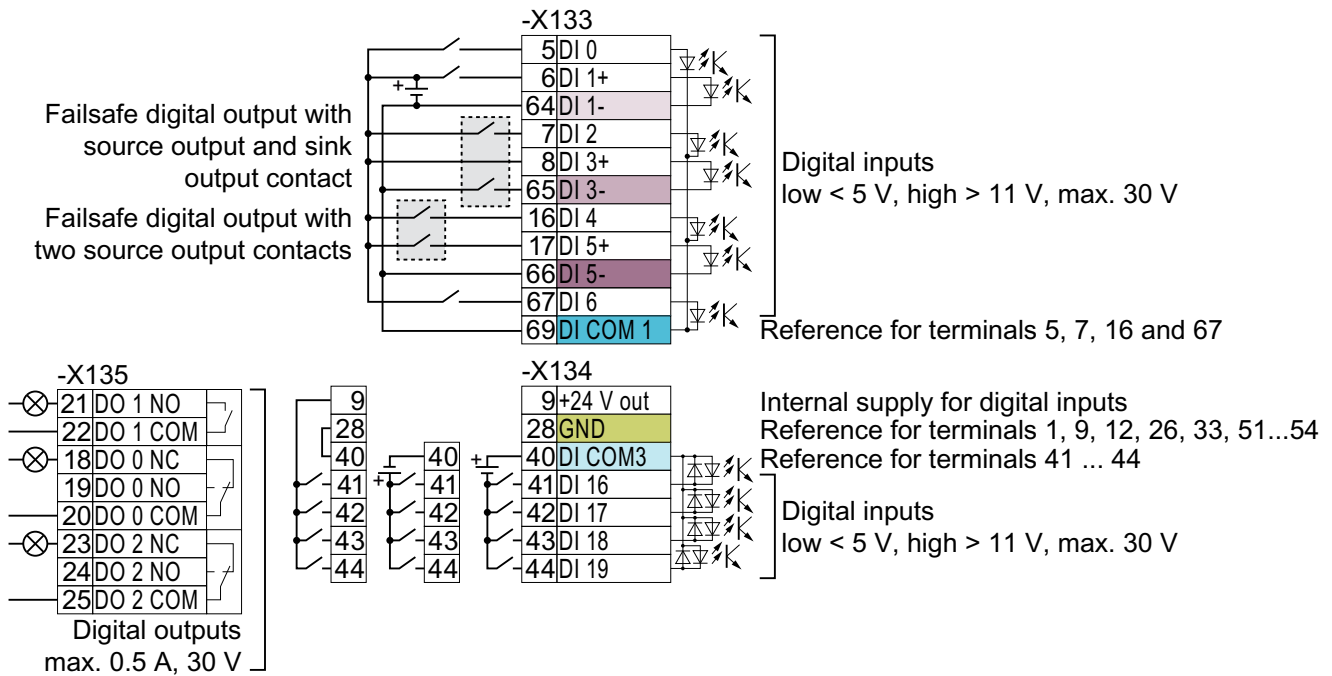 -X133
5 DI 0
6 DI 1+
+
64 DI 1-
7 DI 2
8 DI 3+
65 DI 3-
16 DI 4
17 DI 5+
66 DI 5-
67 DI 6
69 DI COM 1
Failsafe digital output with
source output and sink
output contact
Failsafe digital output with
two source output contacts
Digital inputs
low < 5 V, high > 11 V, max. 30 V
Reference for terminals 5, 7, 16 and 67
-X135
21 DO 1 NO
22 DO 1 COM
18 DO 0 NC
19 DO 0 NO
20 DO 0 COM
23 DO 2 NC
24 DO 2 NO
25 DO 2 COM
Digital outputs
max. 0.5 A, 30 V
9
28
40
41
42
43
44
+
40
41
42
43
44
+
-X134
9 +24 V out
28 GND
40 DI COM3
41 DI 16
42 DI 17
43 DI 18
44 DI 19
Internal supply for digital inputs
Reference for terminals 1, 9, 12, 26, 33, 51...54
Reference for terminals 41 ... 44
Digital inputs
low < 5 V, high > 11 V, max. 30 V